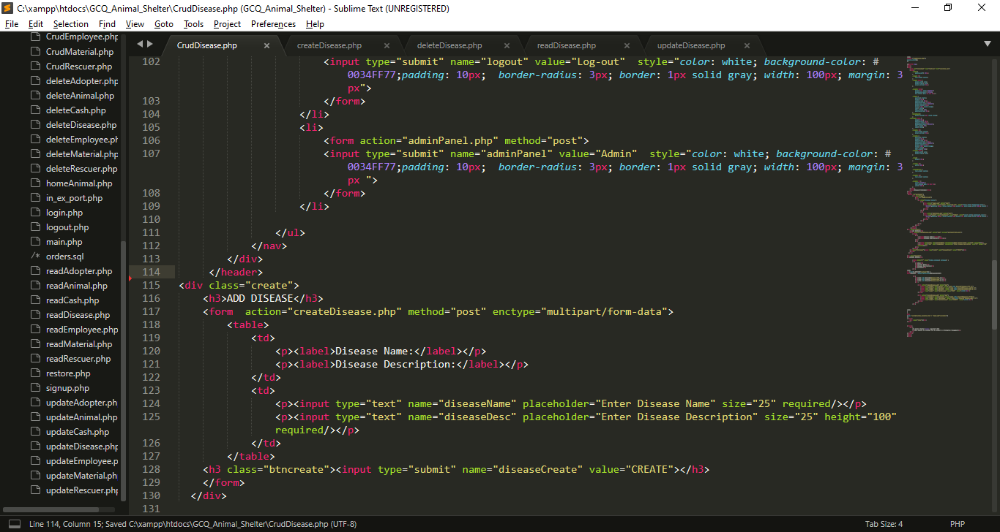 C:\xampp\htdocs\GCQ_Animal_Shelter\CrudDisease.php (GCQ_Animal_Shelter) - Sublime Text (UNREGISTERED)
File Edit Selection Find View Goto Tools Project Preferences Help
CrudEmployee.php
CrudMaterial.php
CrudRescuer.php
deleteAdopter.php
deleteAnimal.php
deleteCash.php
deleteDisease.php
deleteEmployee.ph
deleteMaterial.php
deleteRescuer.php
homeAnimal.php
in_ex_port.php
login.php
logout.php
main.php
/* orders.sql
readAdopter.php
readAnimal.php
readCash.php
readDisease.php
readEmployee.php
readMaterial.php
readRescuer.php
restore.php
signup.php
updateAdopter.ph
updateAnimal.php
updateCash.php
updateDisease.php
updateEmployee.p
updateMaterial.ph
updateRescuer.php
CrudDisease.php × createDisease.php × deleteDisease.php × readDisease.php × updateDisease.php ×
102 <input type="submit" name="logout" value="Log-out"  style="color: white; background-color: #
0034FF77;padding: 10px;  border-radius: 3px; border: 1px solid gray; width: 100px; margin: 3
px">
103 </form>
104 </li>
105 <li>
106 <form action="adminPanel.php" method="post">
107 <input type="submit" name="adminPanel" value="Admin"  style="color: white; background-color: #
0034FF77;padding: 10px;  border-radius: 3px; border: 1px solid gray; width: 100px; margin: 3
px ">
108 </form>
109 </li>
110
111 </ul>
112 </nav>
113 </div>
114 </header>
115 <div class="create">
116 <h3>ADD DISEASE</h3>
117 <form  action="createDisease.php" method="post" enctype="multipart/form-data">
118 <table>
119 <td>
120 <p><label>Disease Name:</label></p>
121 <p><label>Disease Description:</label></p>
122 </td>
123 <td>
124 <p><input type="text" name="diseaseName" placeholder="Enter Disease Name" size="25" required/></p>
125 <p><input type="text" name="diseaseDesc" placeholder="Enter Disease Description" size="25" height="100"
required/></p>
126 </td>
127 </table>
128 <h3 class="btncreate"><input type="submit" name="diseaseCreate" value="CREATE"></h3>
129 </form>
130 </div>
131
Line 114, Column 15; Saved C:\xampp\htdocs\GCQ_Animal_Shelter\CrudDisease.php (UTF-8) Tab Size: 4 PHP